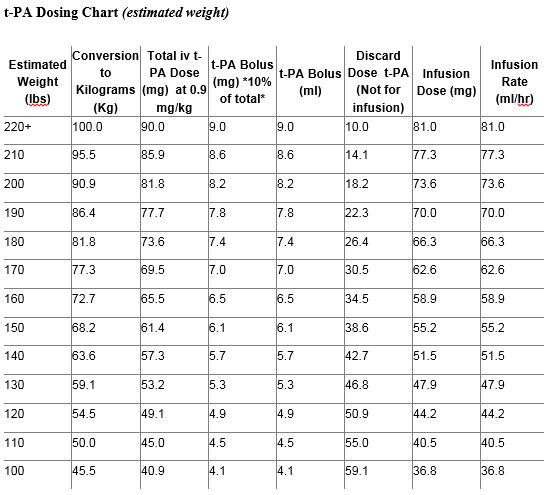 t-PA Dosing Chart (estimated weight)
Estimated Weight (lbs) | Conversion to Kilograms (Kg) | Total iv t-PA Dose (mg) at 0.9 mg/kg | t-PA Bolus (mg) *10% of total* | t-PA Bolus (ml) | Discard Dose t-PA (Not for infusion) | Infusion Dose (mg) | Infusion Rate (ml/hr)
220+ 100.0 90.0 9.0 9.0 10.0 81.0 81.0
210 95.5 85.9 8.6 8.6 14.1 77.3 77.3
200 90.9 81.8 8.2 8.2 18.2 73.6 73.6
190 86.4 77.7 7.8 7.8 22.3 70.0 70.0
180 81.8 73.6 7.4 7.4 26.4 66.3 66.3
170 77.3 69.5 7.0 7.0 30.5 62.6 62.6
160 72.7 65.5 6.5 6.5 34.5 58.9 58.9
150 68.2 61.4 6.1 6.1 38.6 55.2 55.2
140 63.6 57.3 5.7 5.7 42.7 51.5 51.5
130 59.1 53.2 5.3 5.3 46.8 47.9 47.9
120 54.5 49.1 4.9 4.9 50.9 44.2 44.2
110 50.0 45.0 4.5 4.5 55.0 40.5 40.5
100 45.5 40.9 4.1 4.1 59.1 36.8 36.8